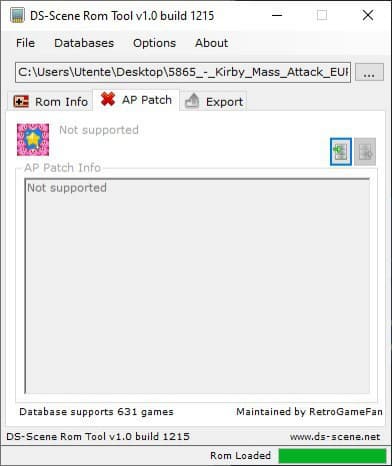 DS-Scene Rom Tool v1.0 build 1215
File Databases Options About
C:\Users\Utente\Desktop\5865_-_Kirby_Mass_Attack_EUI ...
Rom Info AP Patch Export
Not supported
AP Patch Info
Not supported
Database supports 631 games Maintained by RetroGameFan
DS-Scene Rom Tool v1.0 build 1215 www.ds-scene.net
Rom Loaded